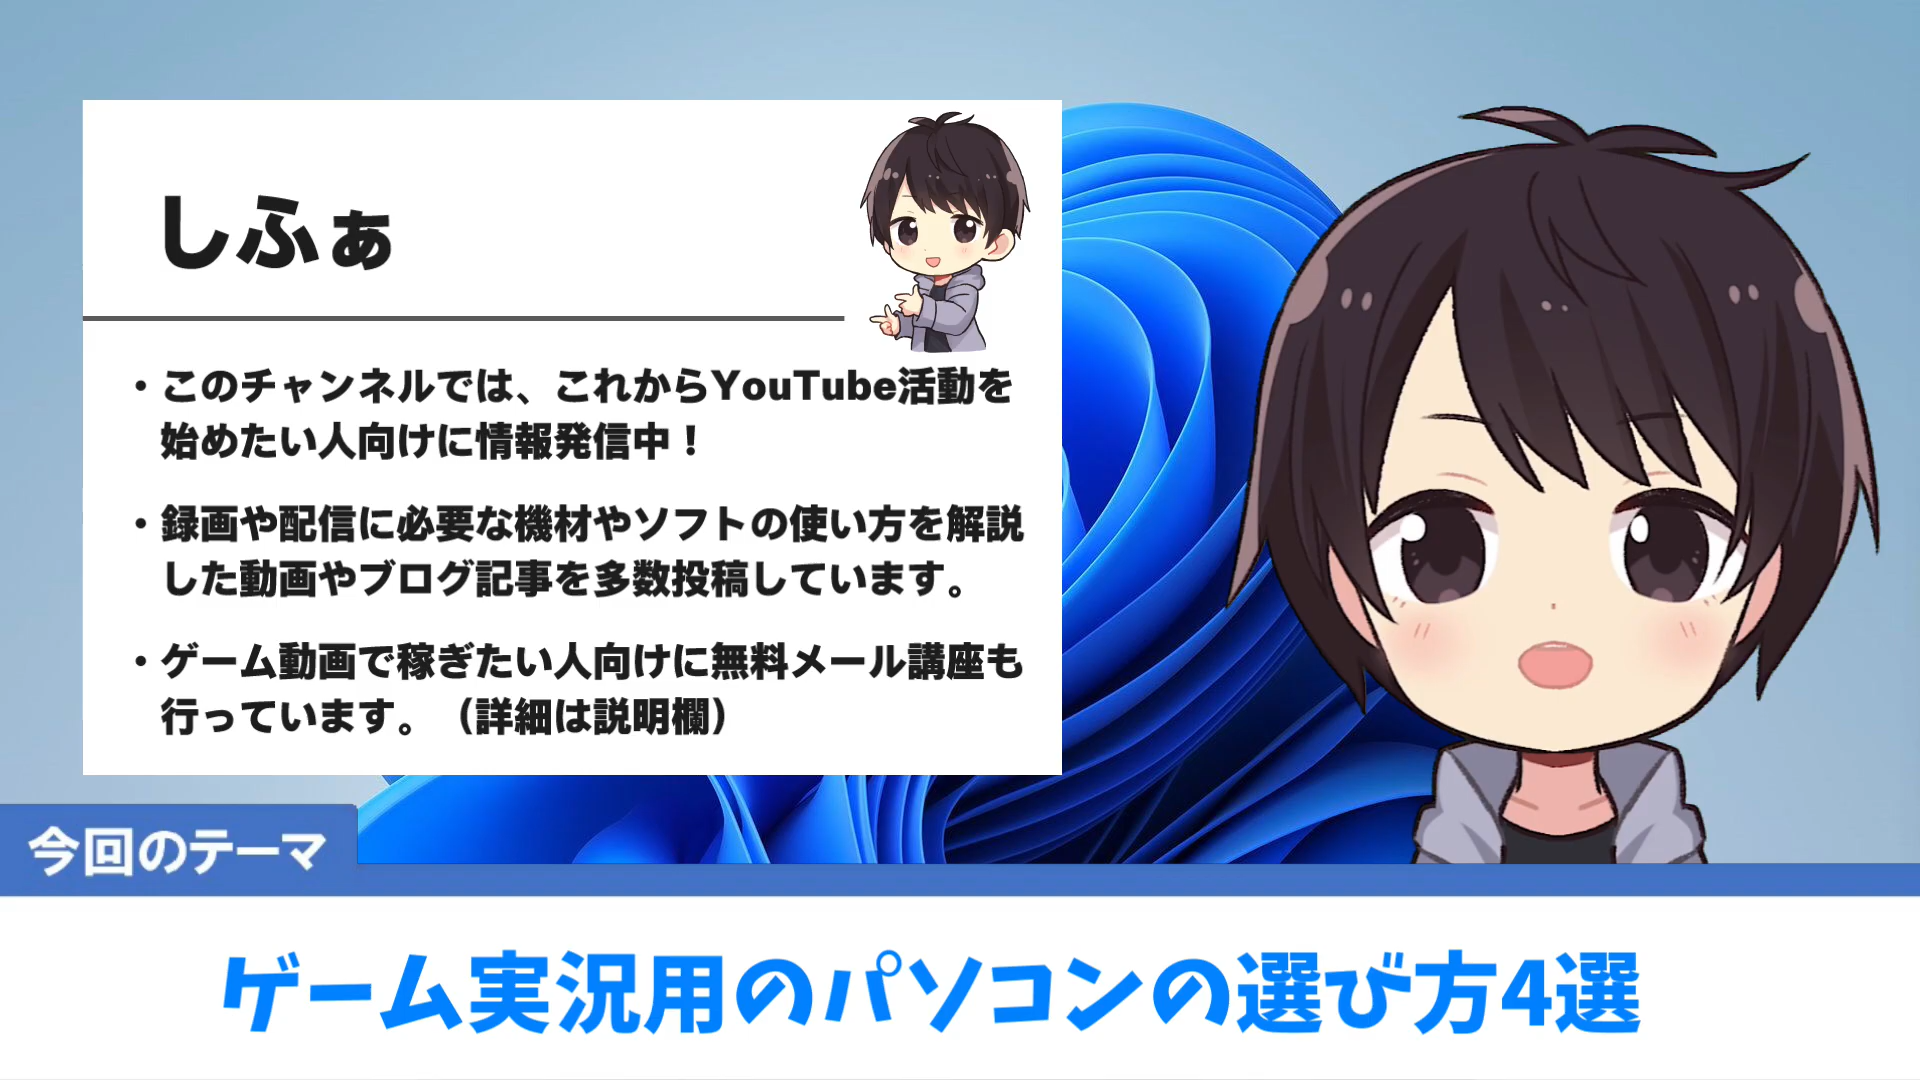 しふぁ
・このチャンネルでは、これからYouTube活動を
始めたい人向けに情報発信中！
・録画や配信に必要な機材やソフトの使い方を解説
した動画やブログ記事を多数投稿しています。
・ゲーム動画で稼ぎたい人向けに無料メール講座も
行っています。（詳細は説明欄）
今回のテーマ
ゲーム実況用のパソコンの選び方4選